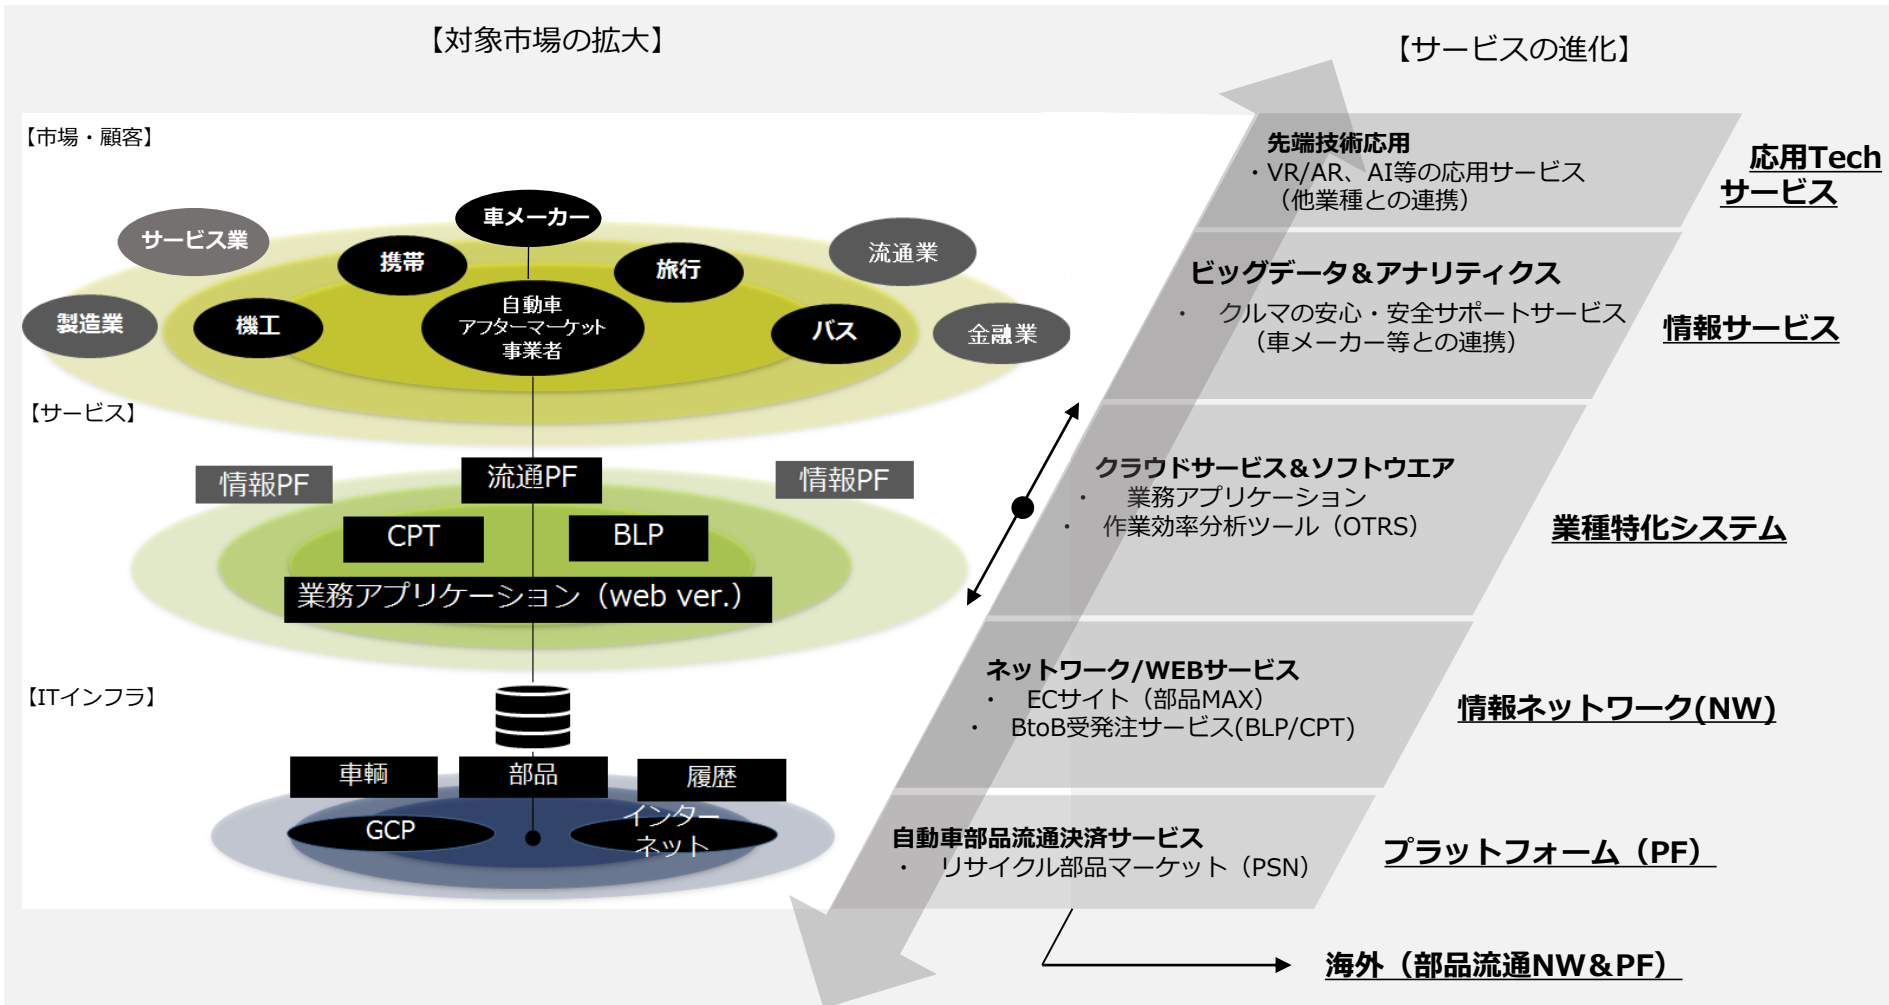 【対象市場の拡大】
【サービスの進化】
【市場・顧客】
車メーカー
サービス業
携帯
旅行
流通業
製造業
機工
自動車
アフターマーケット
事業者
バス
金融業
【サービス】
情報PF
流通PF
情報PF
CPT
BLP
業務アプリケーション（web ver.）
【ITインフラ】
車輌
部品
履歴
GCP
インター
ネット
先端技術応用
・VR/AR、AI等の応用サービス
（他業種との連携）
応用Tech
サービス
ビッグデータ＆アナリティクス
・ クルマの安心・安全サポートサービス
（車メーカー等との連携）
情報サービス
クラウドサービス＆ソフトウエア
・ 業務アプリケーション
・ 作業効率分析ツール（OTRS）
業種特化システム
ネットワーク/WEBサービス
・ ECサイト（部品MAX）
・ BtoB受発注サービス(BLP/CPT)
情報ネットワーク(NW)
自動車部品流通決済サービス
・ リサイクル部品マーケット（PSN）
プラットフォーム（PF）
海外（部品流通NW＆PF）